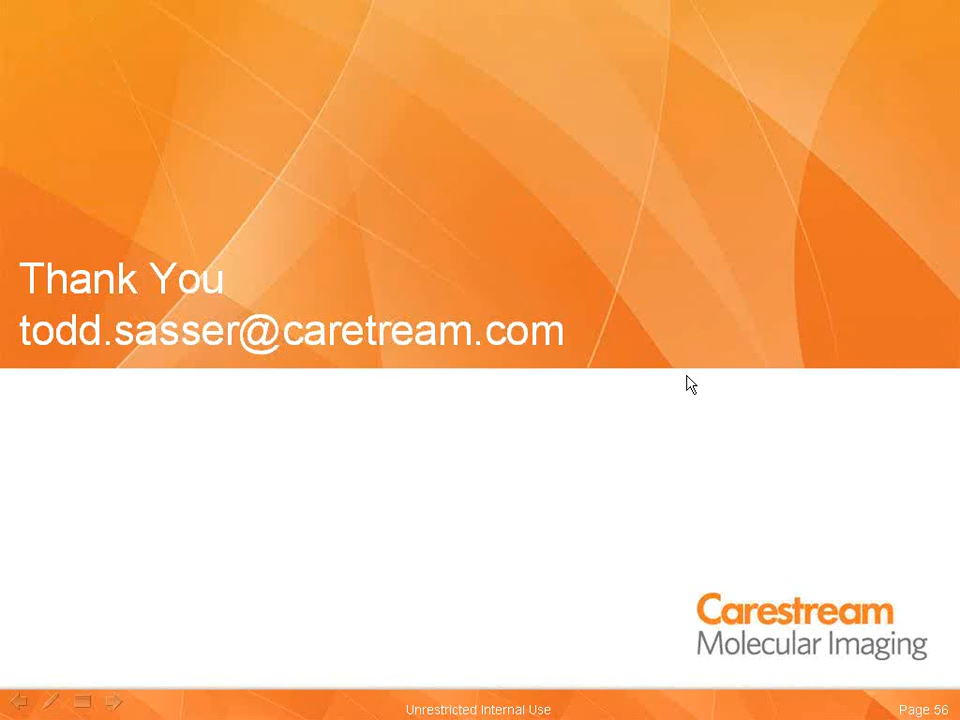 Thank You
todd.sasser@caretream.com
Carestream
Molecular Imaging
Unrestricted Internal Use
Page 56